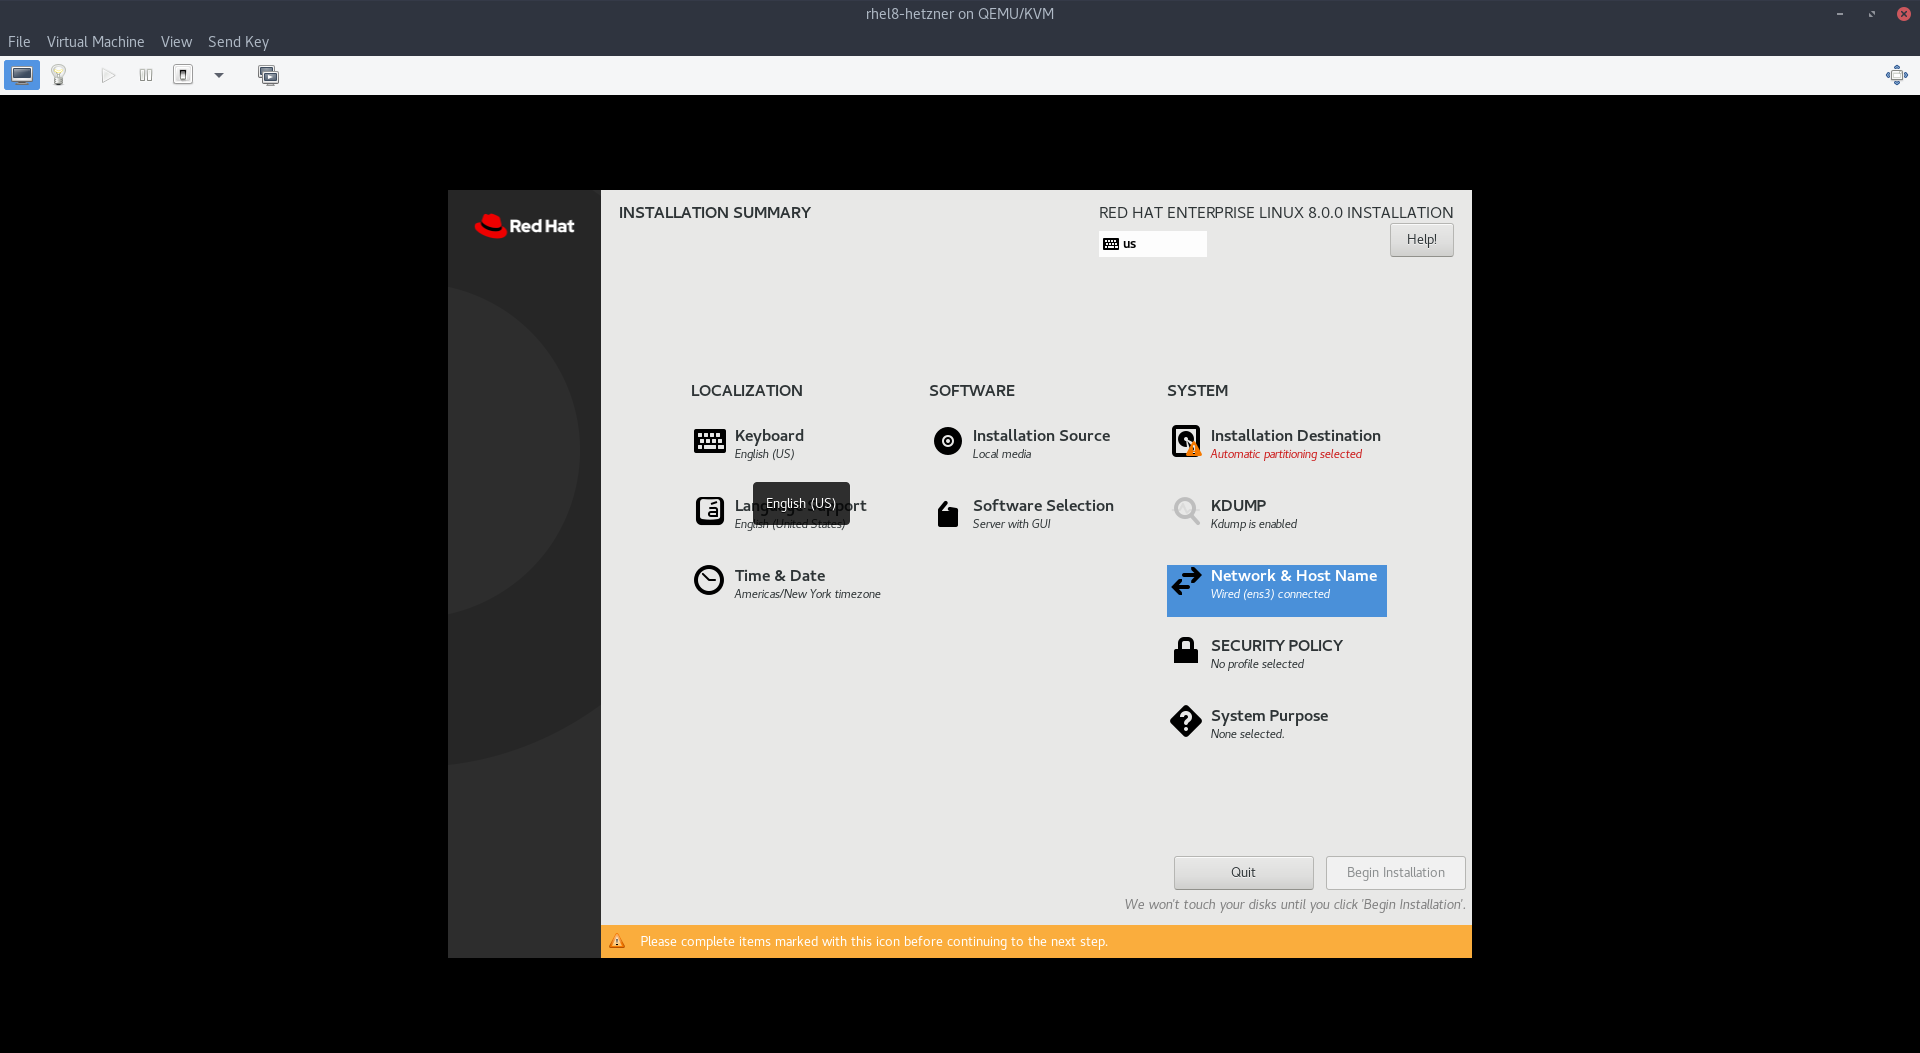 rhel8-hetzner on QEMU/KVM
File Virtual Machine View Send Key
Red Hat
INSTALLATION SUMMARY
RED HAT ENTERPRISE LINUX 8.0.0 INSTALLATION
us
Help!
LOCALIZATION
Keyboard
English (US)
English (US)
Language Support
English (United States)
Time & Date
Americas/New York timezone
SOFTWARE
Installation Source
Local media
Software Selection
Server with GUI
SYSTEM
Installation Destination
Automatic partitioning selected
KDUMP
Kdump is enabled
Network & Host Name
Wired (ens3) connected
SECURITY POLICY
No profile selected
System Purpose
None selected.
Quit
Begin Installation
We won't touch your disks until you click 'Begin Installation'.
Please complete items marked with this icon before continuing to the next step.